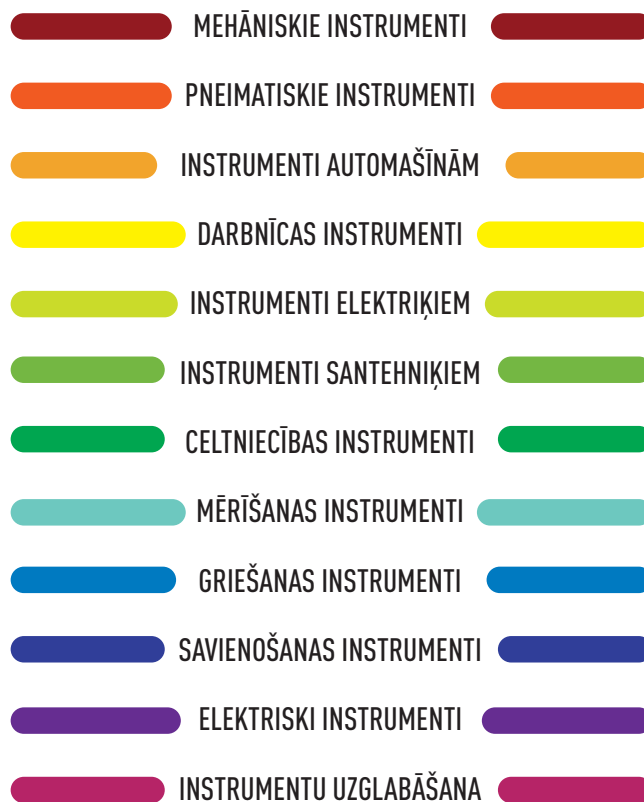 MEHĀNISKIE INSTRUMENTI
PNEIMATISKIE INSTRUMENTI
INSTRUMENTI AUTOMAŠĪNĀM
DARBNĪCAS INSTRUMENTI
INSTRUMENTI ELEKTRIĶIEM
INSTRUMENTI SANTEHNIĶIEM
CELTNIECĪBAS INSTRUMENTI
MĒRĪŠANAS INSTRUMENTI
GRIEŠANAS INSTRUMENTI
SAVIENOŠANAS INSTRUMENTI
ELEKTRISKI INSTRUMENTI
INSTRUMENTU UZGLABĀŠANA